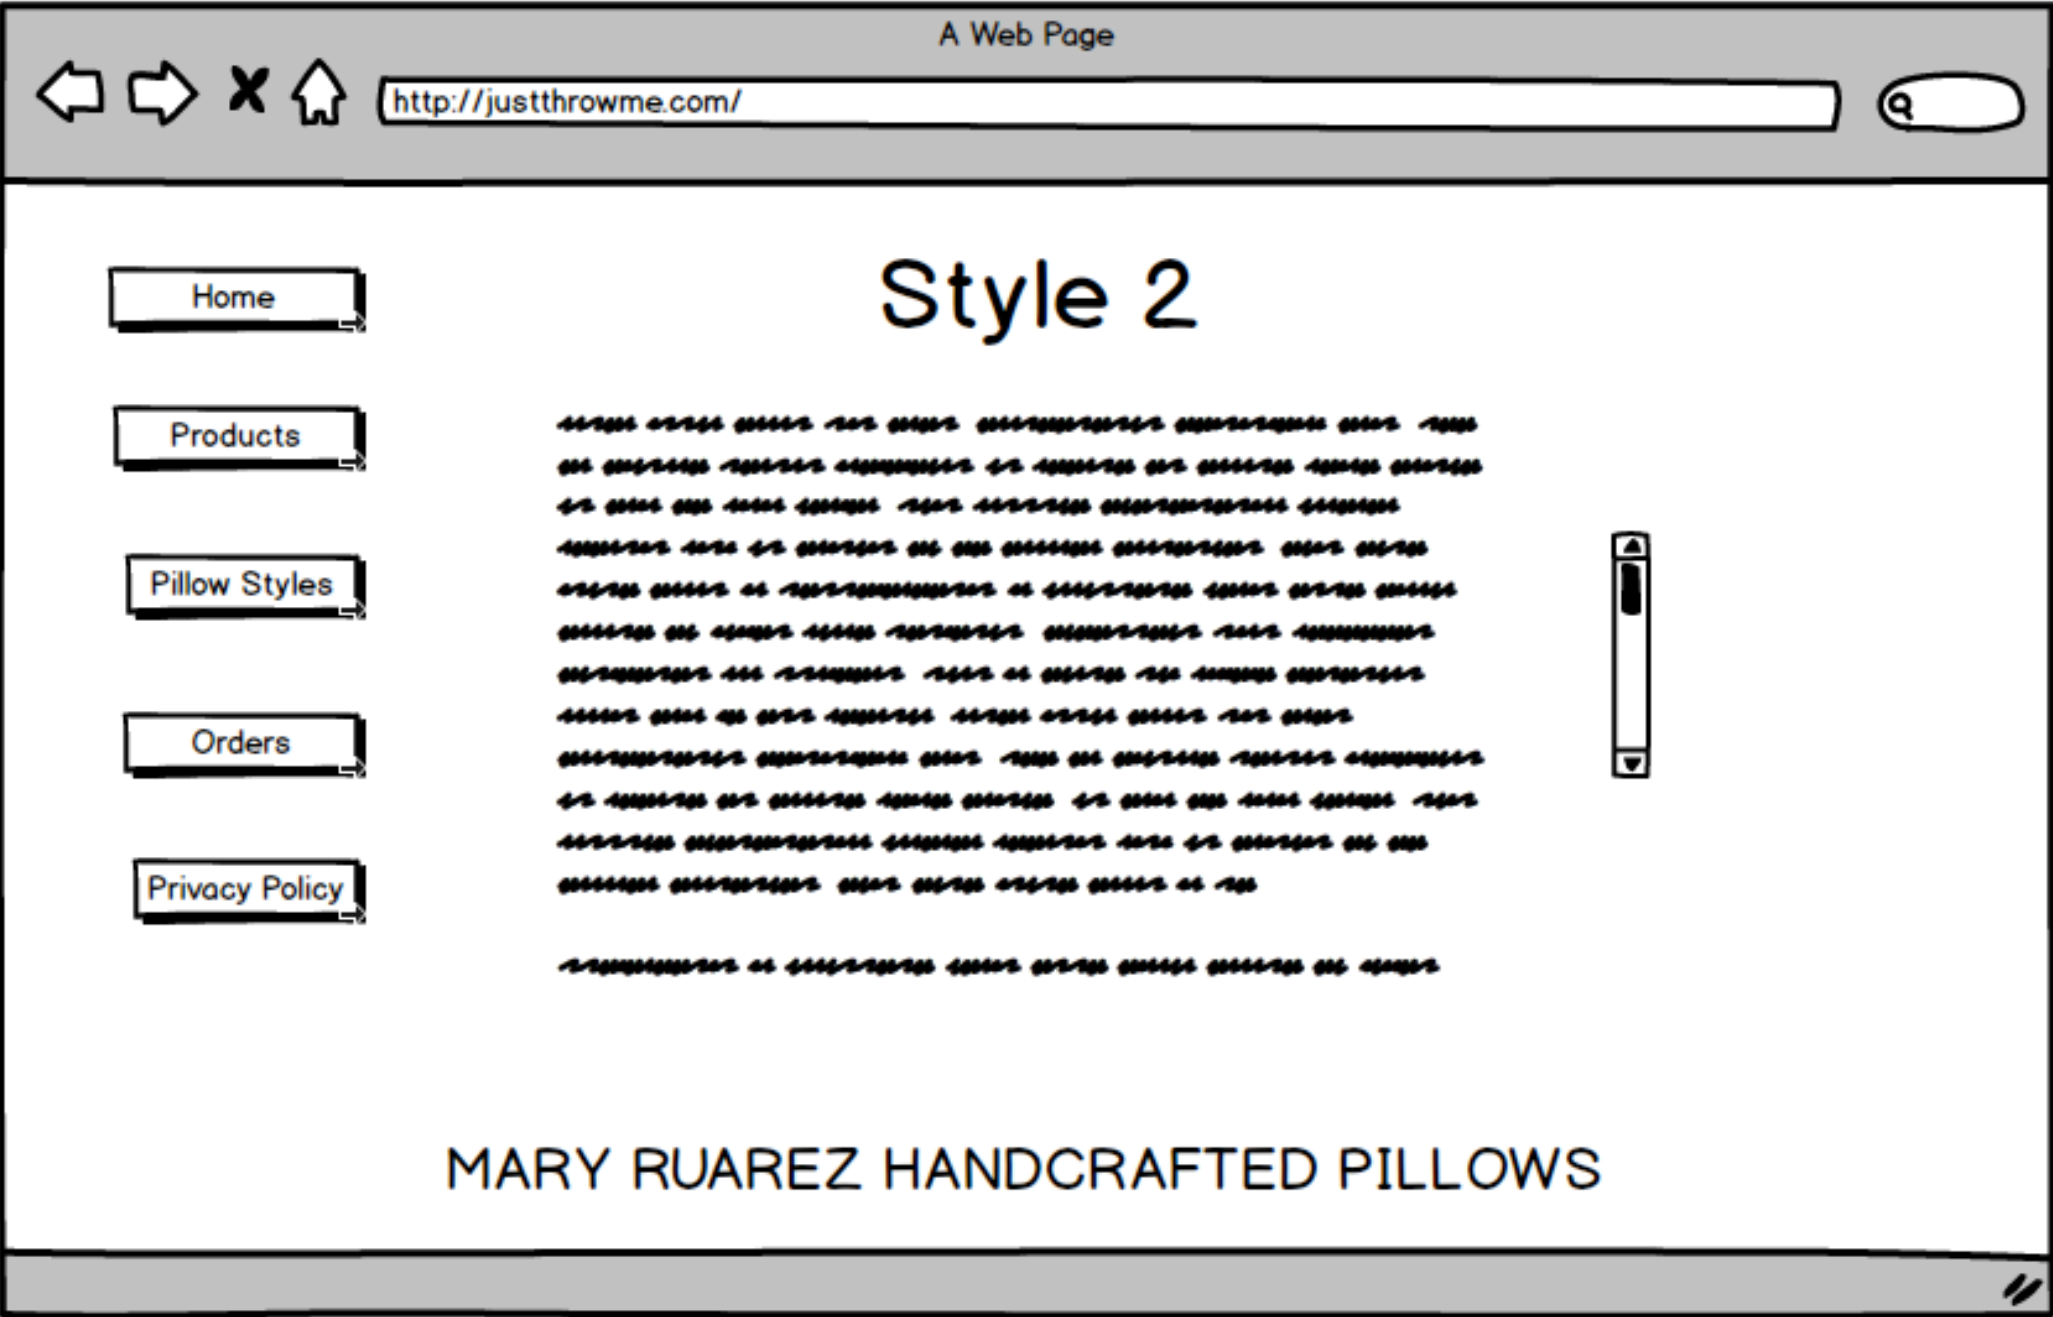 A Web Page
http://justthrowme.com/
Style 2
Home
Products
Pillow Styles
Orders
Privacy Policy
MARY RUAREZ HANDCRAFTED PILLOWS